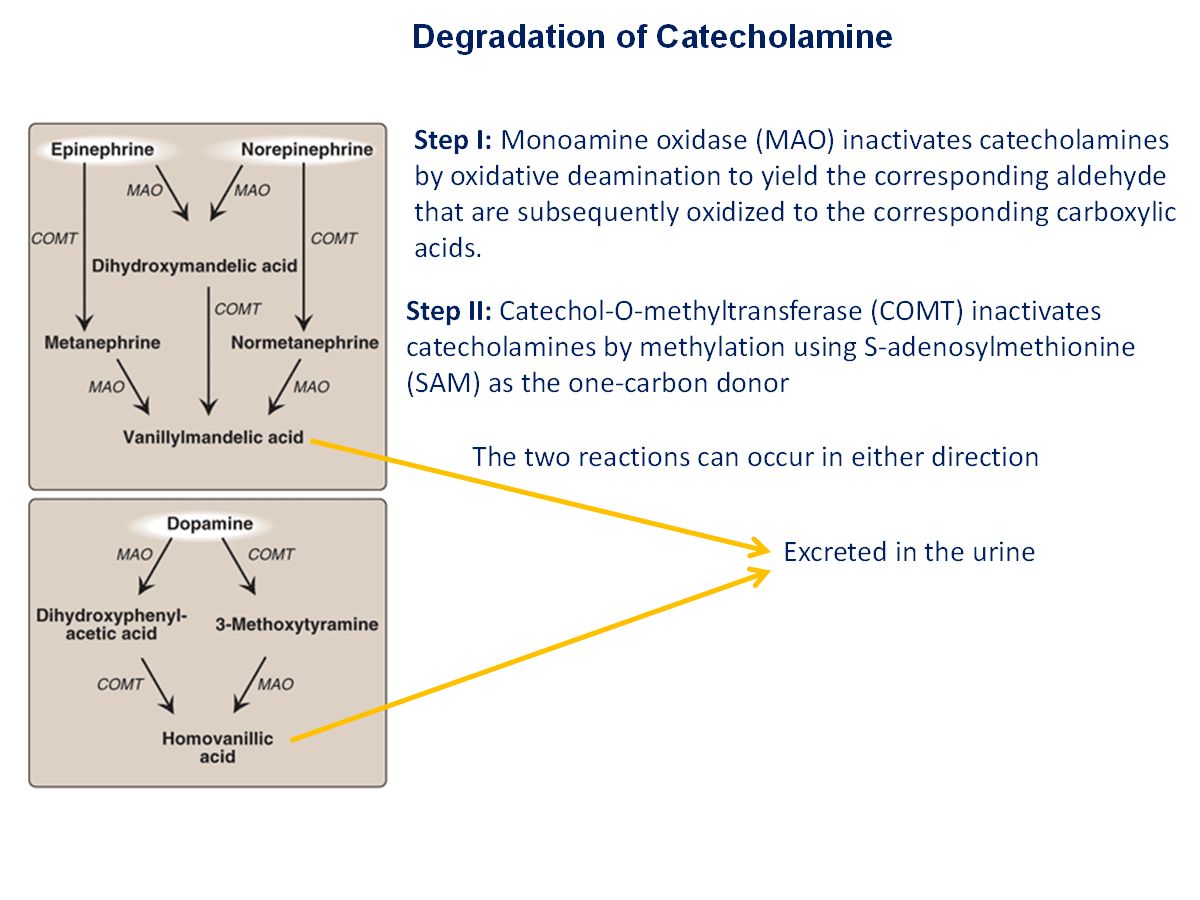 Degradation of Catecholamine
Epinephrine
Norepinephrine
MAO
MAO
COMT
COMT
Dihydroxymandelic acid
COMT
Metanephrine
Normetanephrine
MAO
MAO
Vanillylmandelic acid
Dopamine
MAO
COMT
Dihydroxyphenyl-
acetic acid
3-Methoxytyramine
COMT
MAO
Homovanillic
acid
Step I: Monoamine oxidase (MAO) inactivates catecholamines
by oxidative deamination to yield the corresponding aldehyde
that are subsequently oxidized to the corresponding carboxylic
acids.
Step II: Catechol-O-methyltransferase (COMT) inactivates
catecholamines by methylation using S-adenosylmethionine
(SAM) as the one-carbon donor
The two reactions can occur in either direction
Excreted in the urine